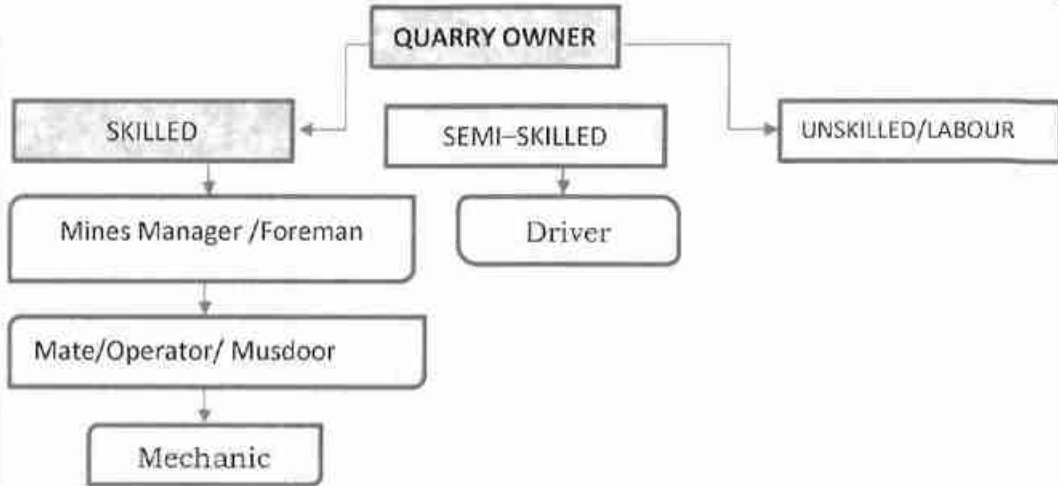 QUARRY OWNER
SKILLED
SEMI–SKILLED
UNSKILLED/LABOUR
Mines Manager /Foreman
Driver
Mate/Operator/ Musdoor
Mechanic